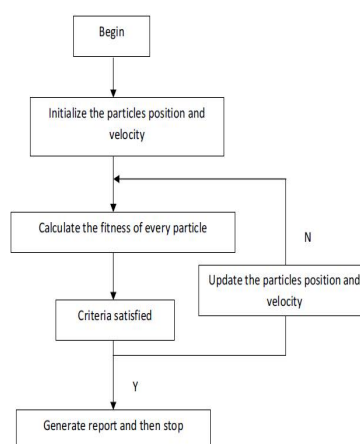 Begin
Initialize the particles position and
velocity
Calculate the fitness of every particle
N
Update the particles position and
velocity
Criteria satisfied
Y
Generate report and then stop